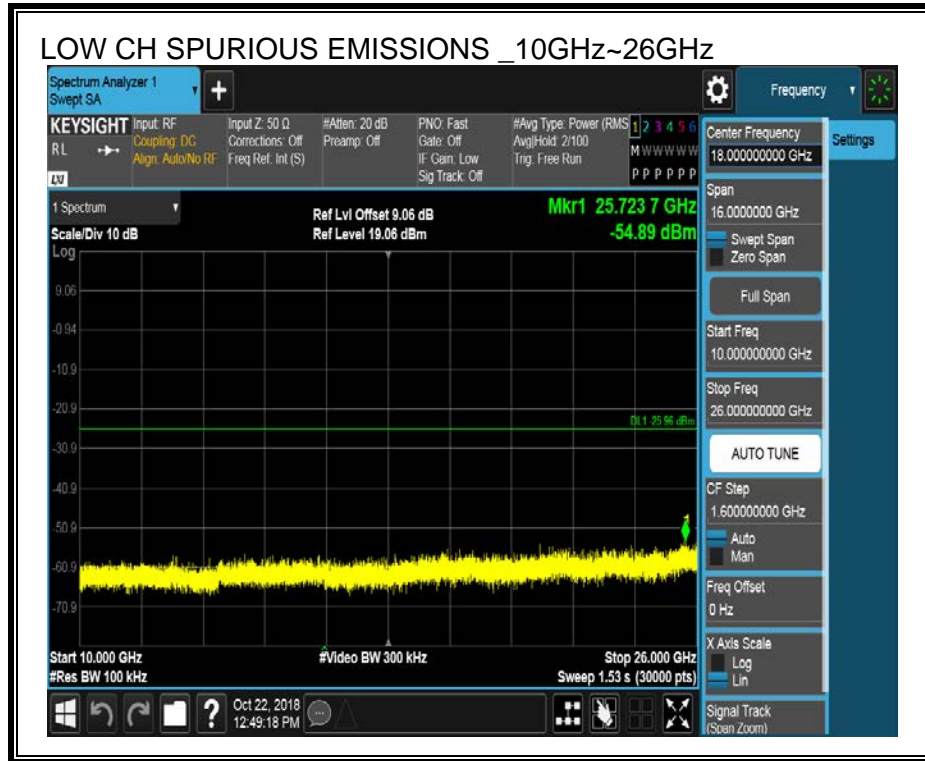 LOW CH SPURIOUS EMISSIONS _10GHz~26GHz
Spectrum Analyzer 1
Swept SA
+
Frequency
KEYSIGHT
RL
LXI
Input: RF
Coupling: DC
Align: Auto/No RF
Input Z: 50 Ω
Corrections: Off
Freq Ref: Int (S)
#Atten: 20 dB
Preamp: Off
PNO: Fast
Gate: Off
IF Gain: Low
Sig Track: Off
#Avg Type: Power (RMS
Avg|Hold: 2/100
Trig: Free Run
1 2 3 4 5 6
M W W W W W
P P P P P P
1 Spectrum
Scale/Div 10 dB
Log
Ref Lvl Offset 9.06 dB
Ref Level 19.06 dBm
Mkr1 25.723 7 GHz
-54.89 dBm
9.06
-0.94
-10.9
-20.9
DL1 -25.96 dBm
-30.9
-40.9
-50.9
1
-60.9
-70.9
Start 10.000 GHz
#Res BW 100 kHz
#Video BW 300 kHz
Stop 26.000 GHz
Sweep 1.53 s (30000 pts)
?
Oct 22, 2018
12:49:18 PM
Center Frequency
18.000000000 GHz
Settings
Span
16.0000000 GHz
Swept Span
Zero Span
Full Span
Start Freq
10.000000000 GHz
Stop Freq
26.000000000 GHz
AUTO TUNE
CF Step
1.600000000 GHz
Auto
Man
Freq Offset
0 Hz
X Axis Scale
Log
Lin
Signal Track
(Span Zoom)